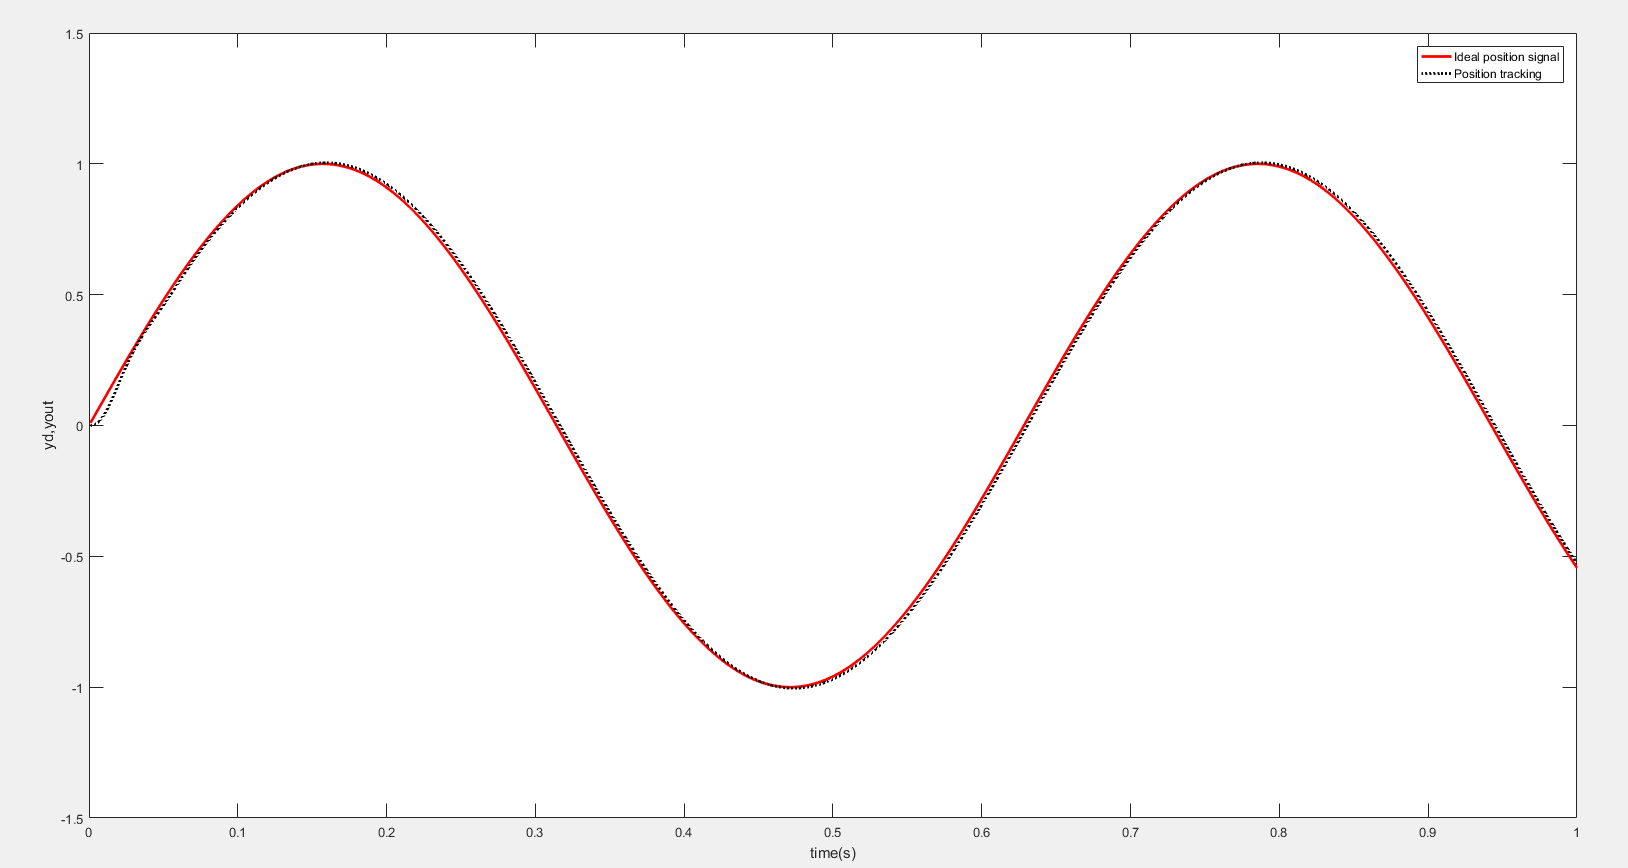 1.5
Ideal position signal
Position tracking
1
0.5
yd,yout
0
-0.5
-1
-1.5
0 0.1 0.2 0.3 0.4 0.5 0.6 0.7 0.8 0.9 1
time(s)